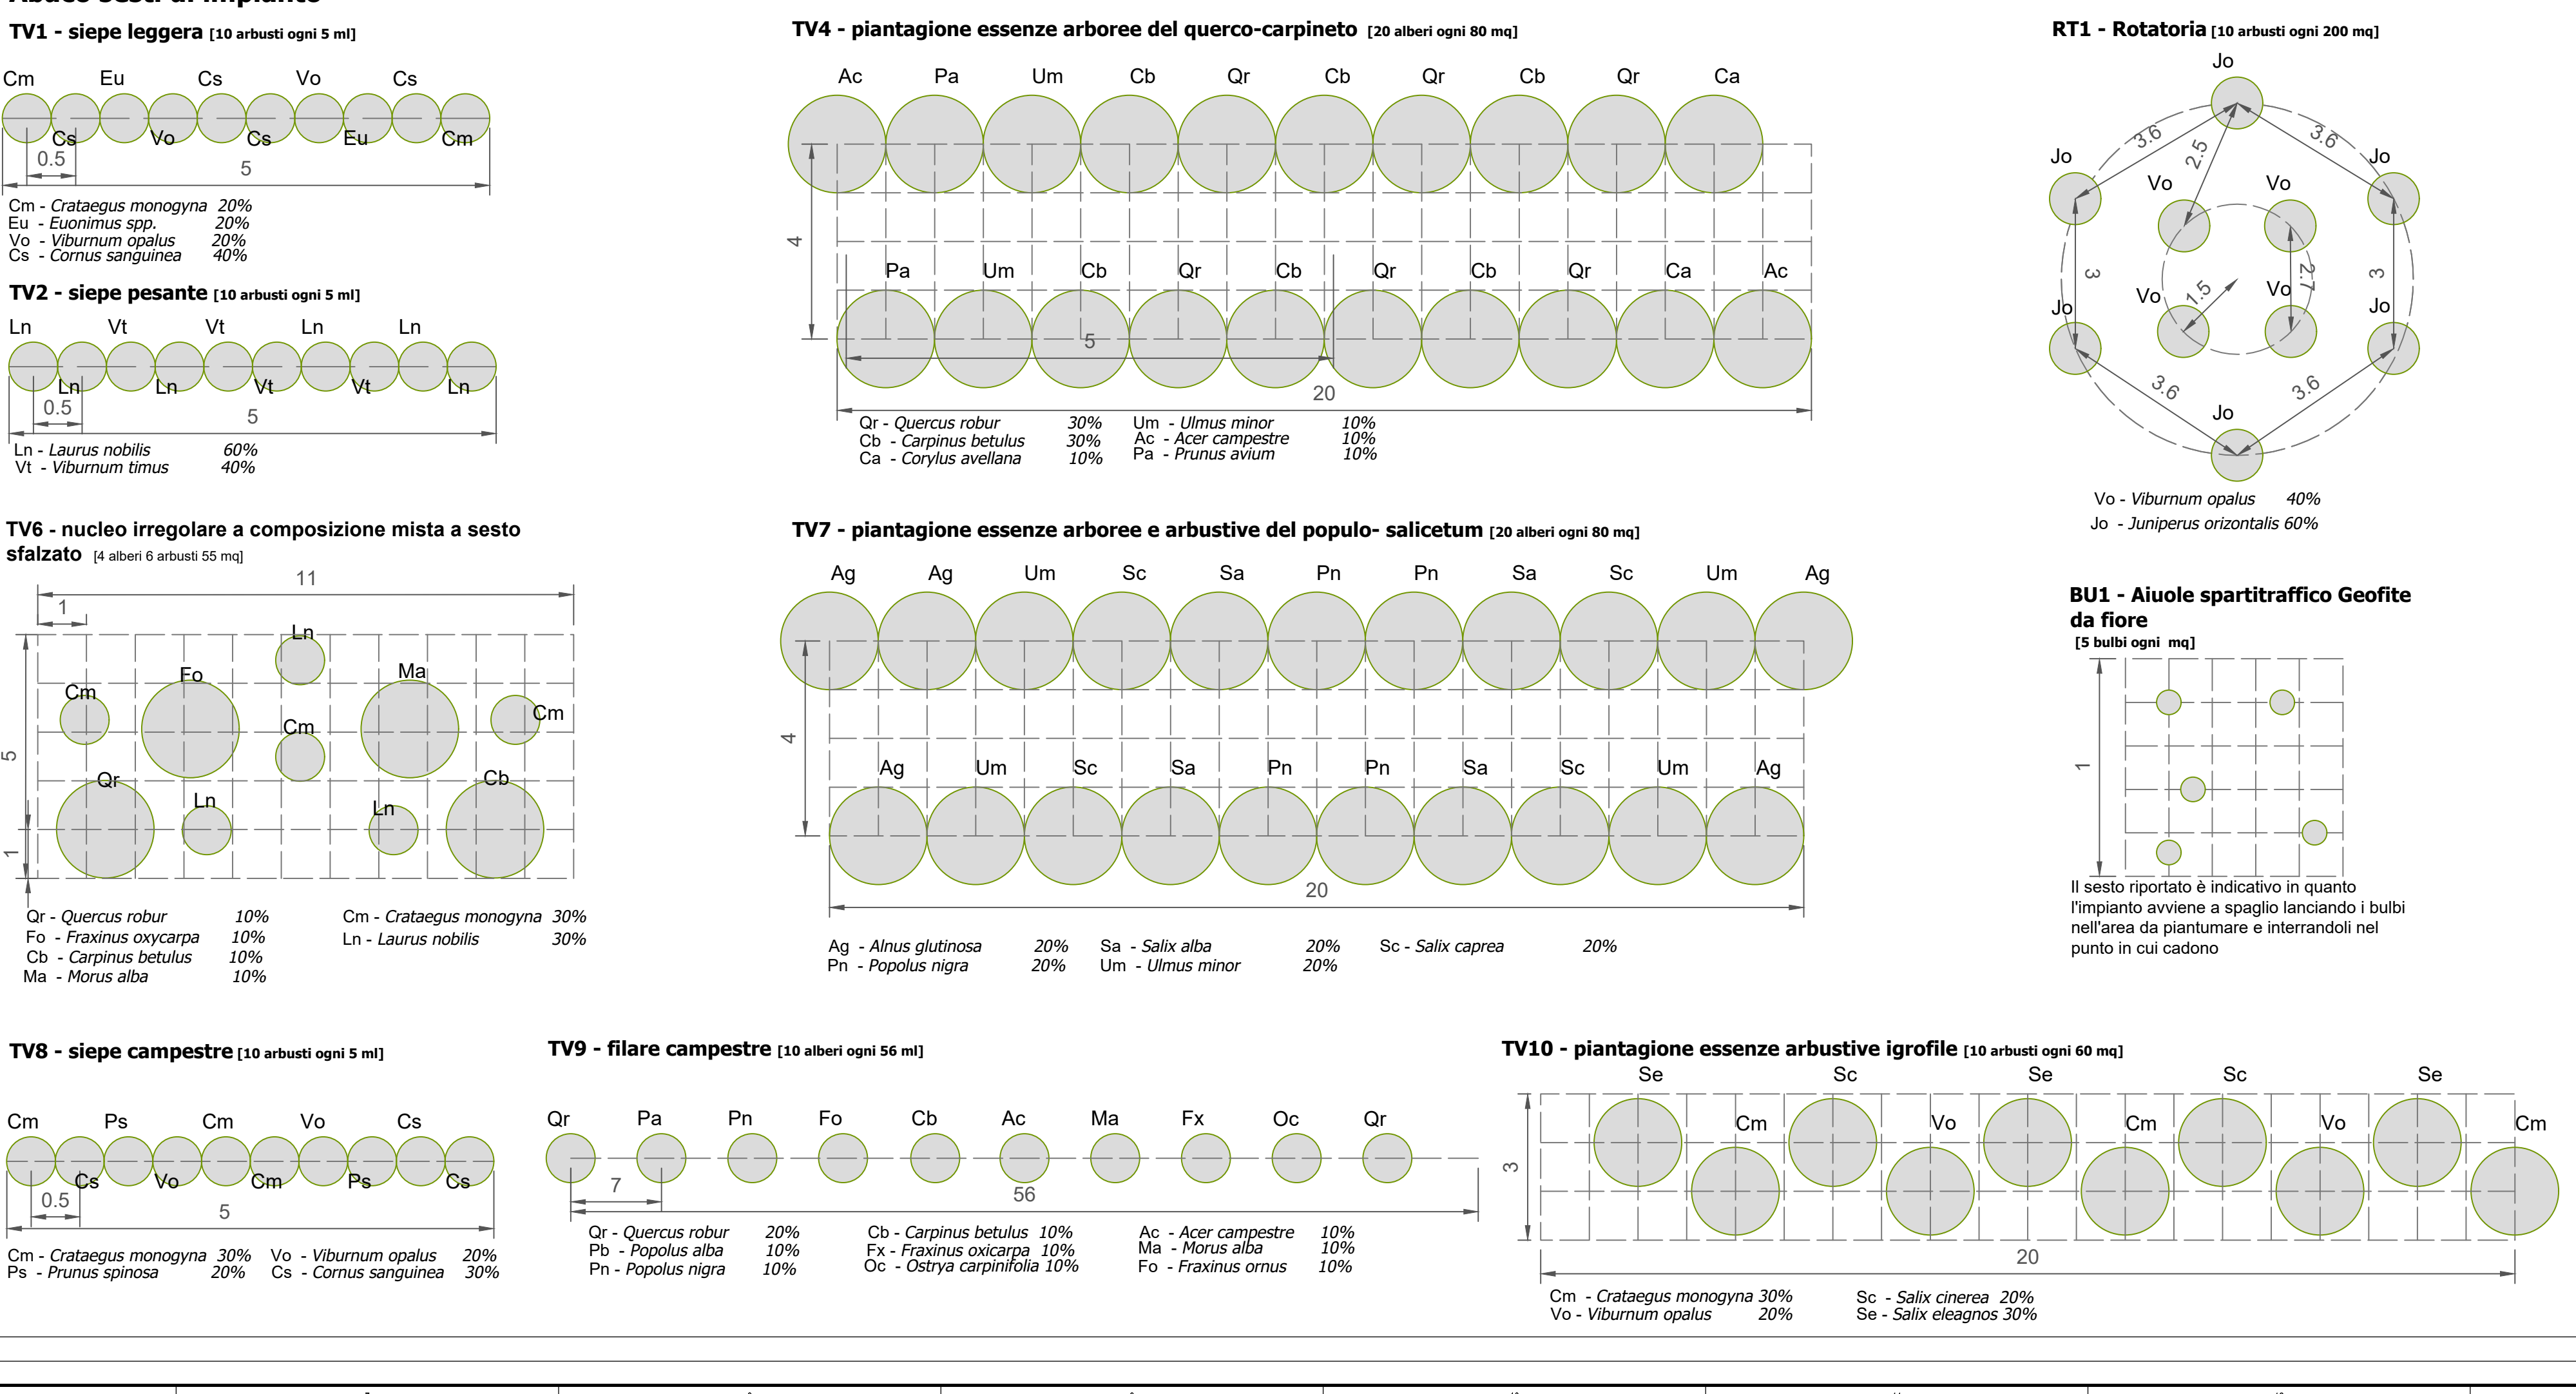 TV1 - siepe leggera [10 arbusti ogni 5 ml]
Cm Eu Cs Vo Cs
Cs Vo Cs Eu Cm
0.5 5
Cm - Crataegus monogyna 20%
Eu - Euonimus spp. 20%
Vo - Viburnum opalus 20%
Cs - Cornus sanguinea 40%
TV2 - siepe pesante [10 arbusti ogni 5 ml]
Ln Vt Vt Ln Ln
Ln Ln Vt Vt Ln
0.5 5
Ln - Laurus nobilis 60%
Vt - Viburnum timus 40%
TV4 - piantagione essenze arboree del querco-carpineto [20 alberi ogni 80 mq]
Ac Pa Um Cb Qr Cb Qr Cb Qr Ca
4
Pa Um Cb Qr Cb Qr Cb Qr Ca Ac
5
20
Qr - Quercus robur 30% Um - Ulmus minor 10%
Cb - Carpinus betulus 30% Ac - Acer campestre 10%
Ca - Corylus avellana 10% Pa - Prunus avium 10%
RT1 - Rotatoria [10 arbusti ogni 200 mq]
Jo
3.6 3.6
Jo 2.5 Jo
Vo Vo
3 2.7 3
Vo 1.5 Vo
Jo Jo
3.6 3.6
Jo
Vo - Viburnum opalus 40%
Jo - Juniperus orizontalis 60%
TV6 - nucleo irregolare a composizione mista a sesto
sfalzato [4 alberi 6 arbusti 55 mq]
11
1
Ln
Fo Ma
Cm Cm
Cm
5
Qr Cb
Ln Ln
1
Qr - Quercus robur 10% Cm - Crataegus monogyna 30%
Fo - Fraxinus oxycarpa 10% Ln - Laurus nobilis 30%
Cb - Carpinus betulus 10%
Ma - Morus alba 10%
TV7 - piantagione essenze arboree e arbustive del populo- salicetum [20 alberi ogni 80 mq]
Ag Ag Um Sc Sa Pn Pn Sa Sc Um Ag
4
Ag Um Sc Sa Pn Pn Sa Sc Um Ag
20
Ag - Alnus glutinosa 20% Sa - Salix alba 20% Sc - Salix caprea 20%
Pn - Popolus nigra 20% Um - Ulmus minor 20%
BU1 - Aiuole spartitraffico Geofite
da fiore
[5 bulbi ogni mq]
1
Il sesto riportato è indicativo in quanto
l'impianto avviene a spaglio lanciando i bulbi
nell'area da piantumare e interrandoli nel
punto in cui cadono
TV8 - siepe campestre [10 arbusti ogni 5 ml]
Cm Ps Cm Vo Cs
Cs Vo Cm Ps Cs
0.5 5
Cm - Crataegus monogyna 30% Vo - Viburnum opalus 20%
Ps - Prunus spinosa 20% Cs - Cornus sanguinea 30%
TV9 - filare campestre [10 alberi ogni 56 ml]
Qr Pa Pn Fo Cb Ac Ma Fx Oc Qr
7 56
Qr - Quercus robur 20% Cb - Carpinus betulus 10% Ac - Acer campestre 10%
Pb - Popolus alba 10% Fx - Fraxinus oxicarpa 10% Ma - Morus alba 10%
Pn - Popolus nigra 10% Oc - Ostrya carpinifolia 10% Fo - Fraxinus ornus 10%
TV10 - piantagione essenze arbustive igrofile [10 arbusti ogni 60 mq]
Se Sc Se Sc Se
Cm Vo Cm Vo Cm
3
20
Cm - Crataegus monogyna 30% Sc - Salix cinerea 20%
Vo - Viburnum opalus 20% Se - Salix eleagnos 30%